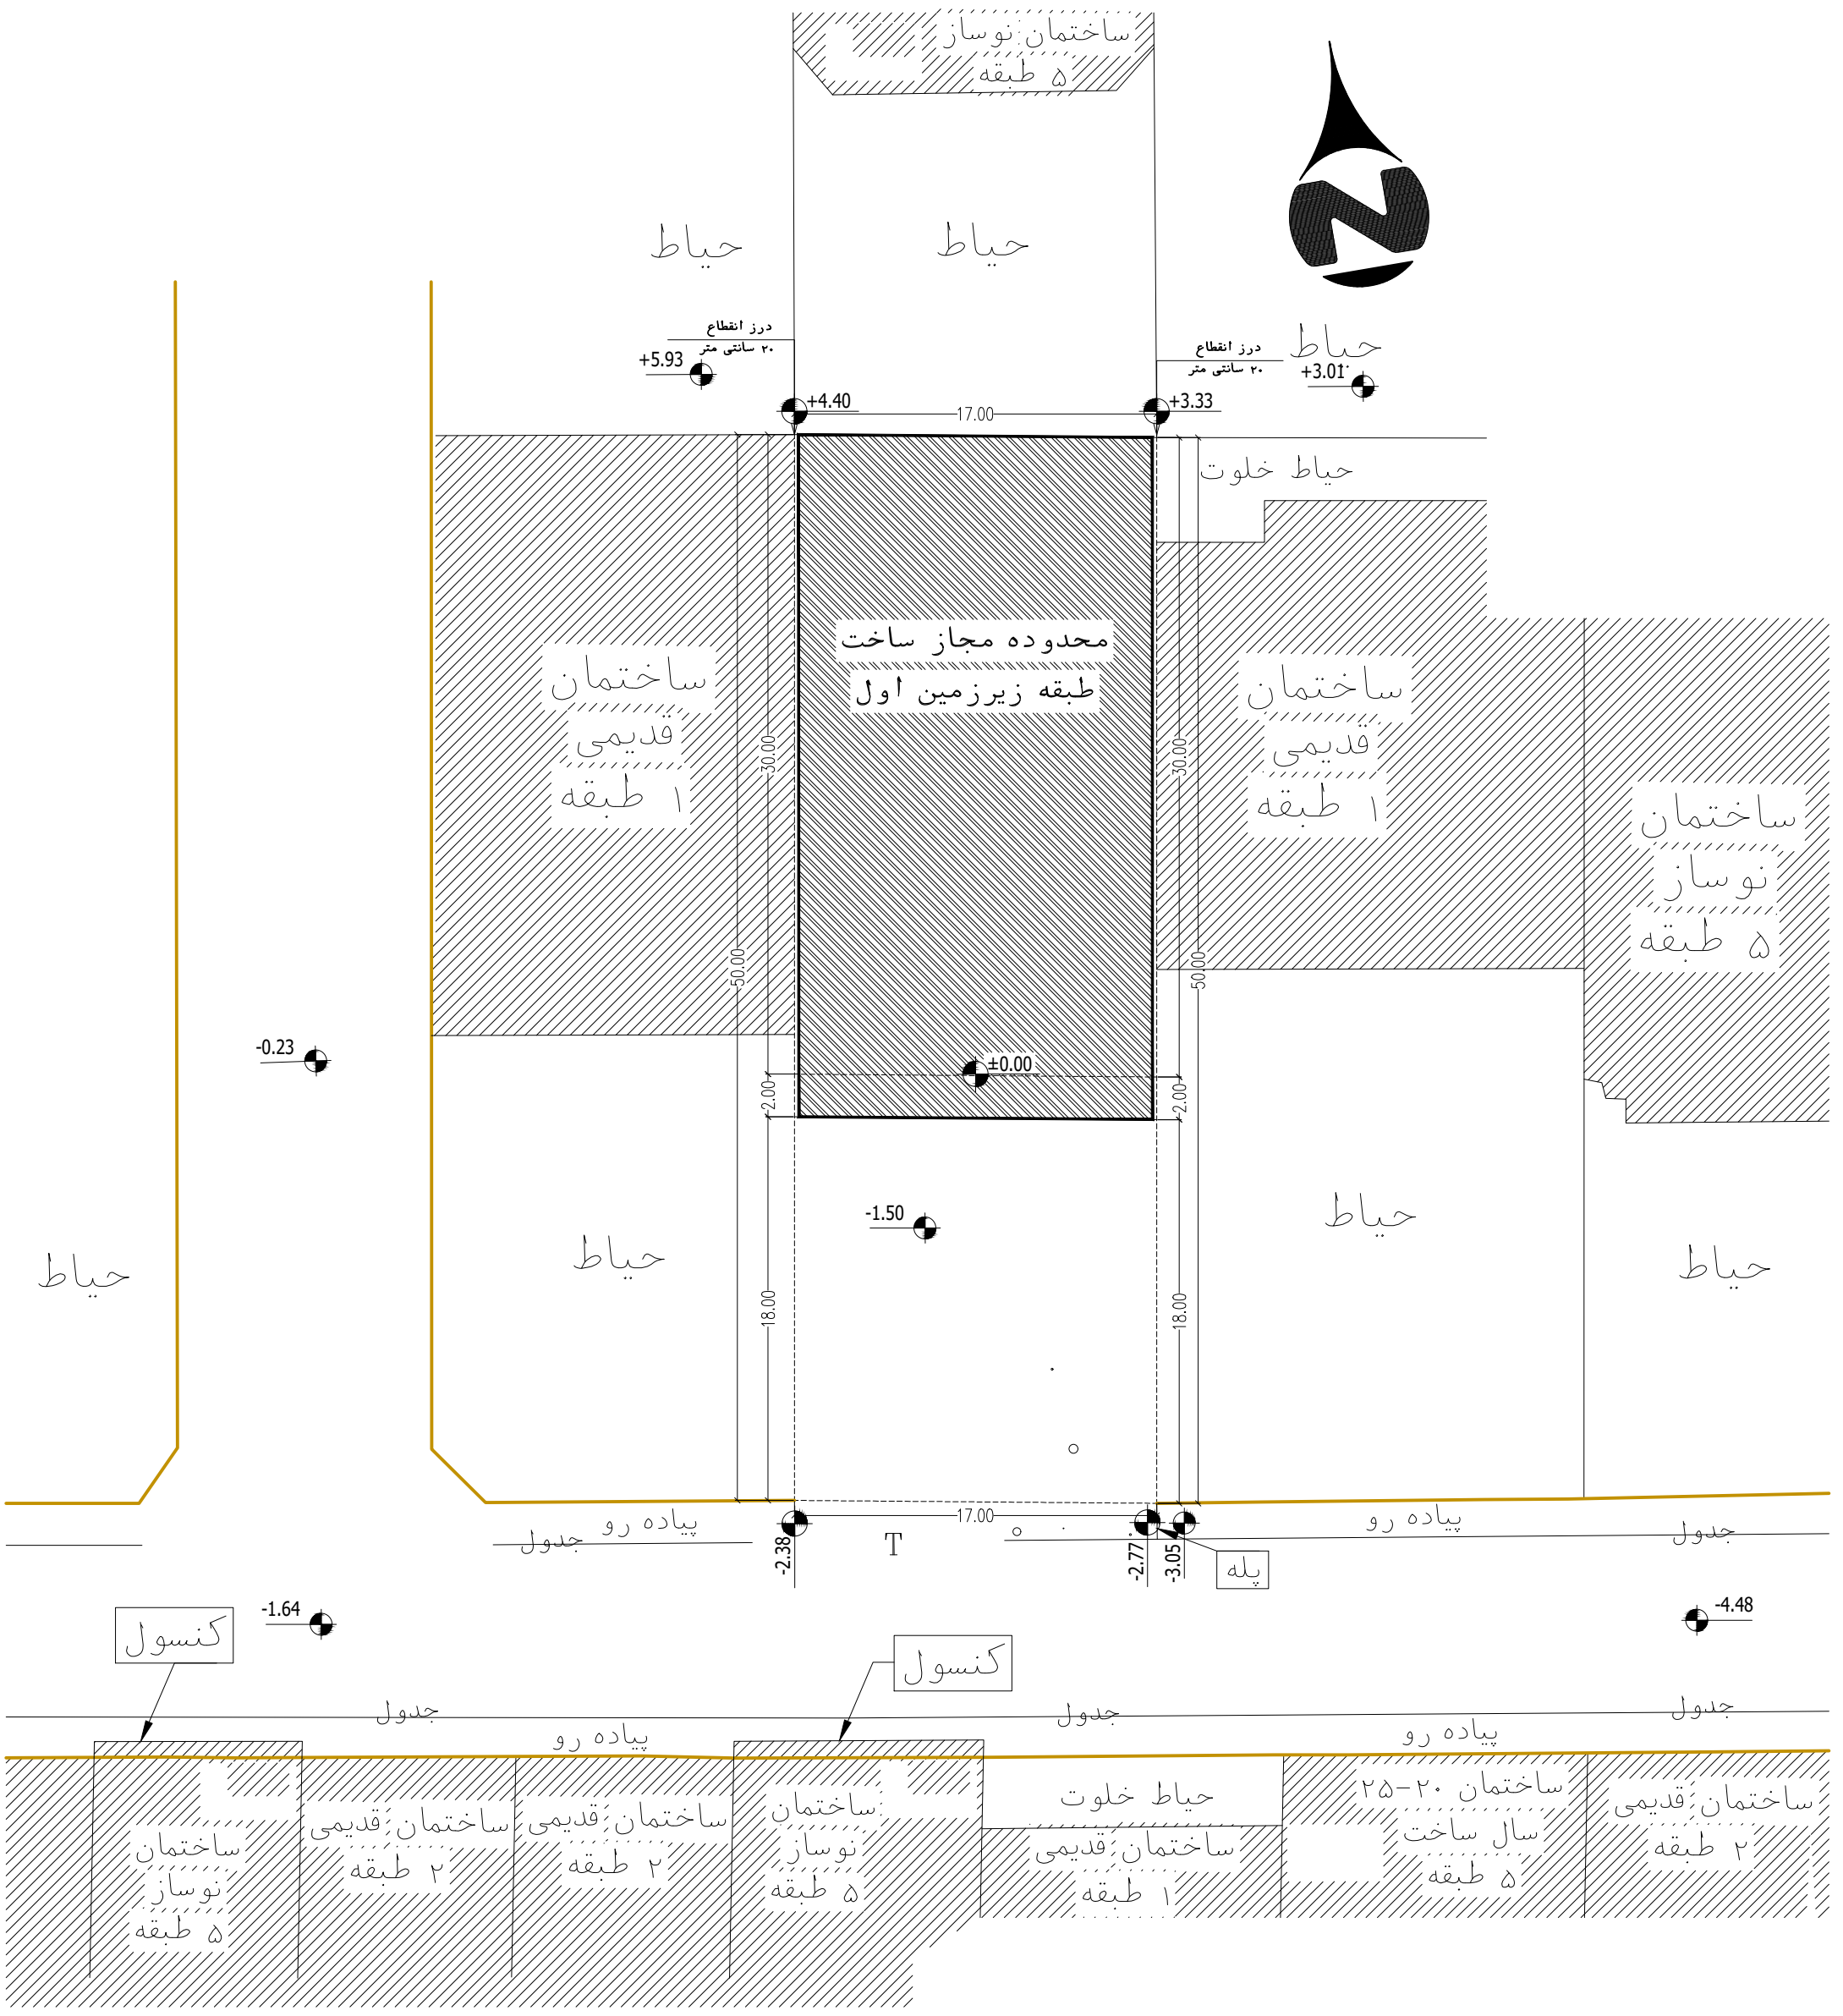 ساختمان نوساز
۵ طبقه
N
حیاط
حیاط
درز انقطاع
۲۰ سانتی متر
درز انقطاع
۲۰ سانتی متر
حیاط
+5.93
+3.01
+4.40
17.00
+3.33
حیاط خلوت
محدوده مجاز ساخت
طبقه زیرزمین اول
ساختمان
قدیمی
۱ طبقه
ساختمان
قدیمی
۱ طبقه
30.00
30.00
ساختمان
نوساز
۵ طبقه
50.00
50.00
-0.23
±0.00
2.00
2.00
-1.50
حیاط
حیاط
حیاط
حیاط
18.00
18.00
پیاده رو
جدول
17.00
T
-2.38
-2.77
-3.05
پله
پیاده رو
جدول
-1.64
-4.48
کنسول
کنسول
جدول
جدول
جدول
پیاده رو
پیاده رو
ساختمان
نوساز
۵ طبقه
ساختمان قدیمی
۲ طبقه
ساختمان قدیمی
۲ طبقه
ساختمان
نوساز
۵ طبقه
حیاط خلوت
ساختمان قدیمی
۱ طبقه
ساختمان ۲۰-۲۵
سال ساخت
۵ طبقه
ساختمان قدیمی
۲ طبقه